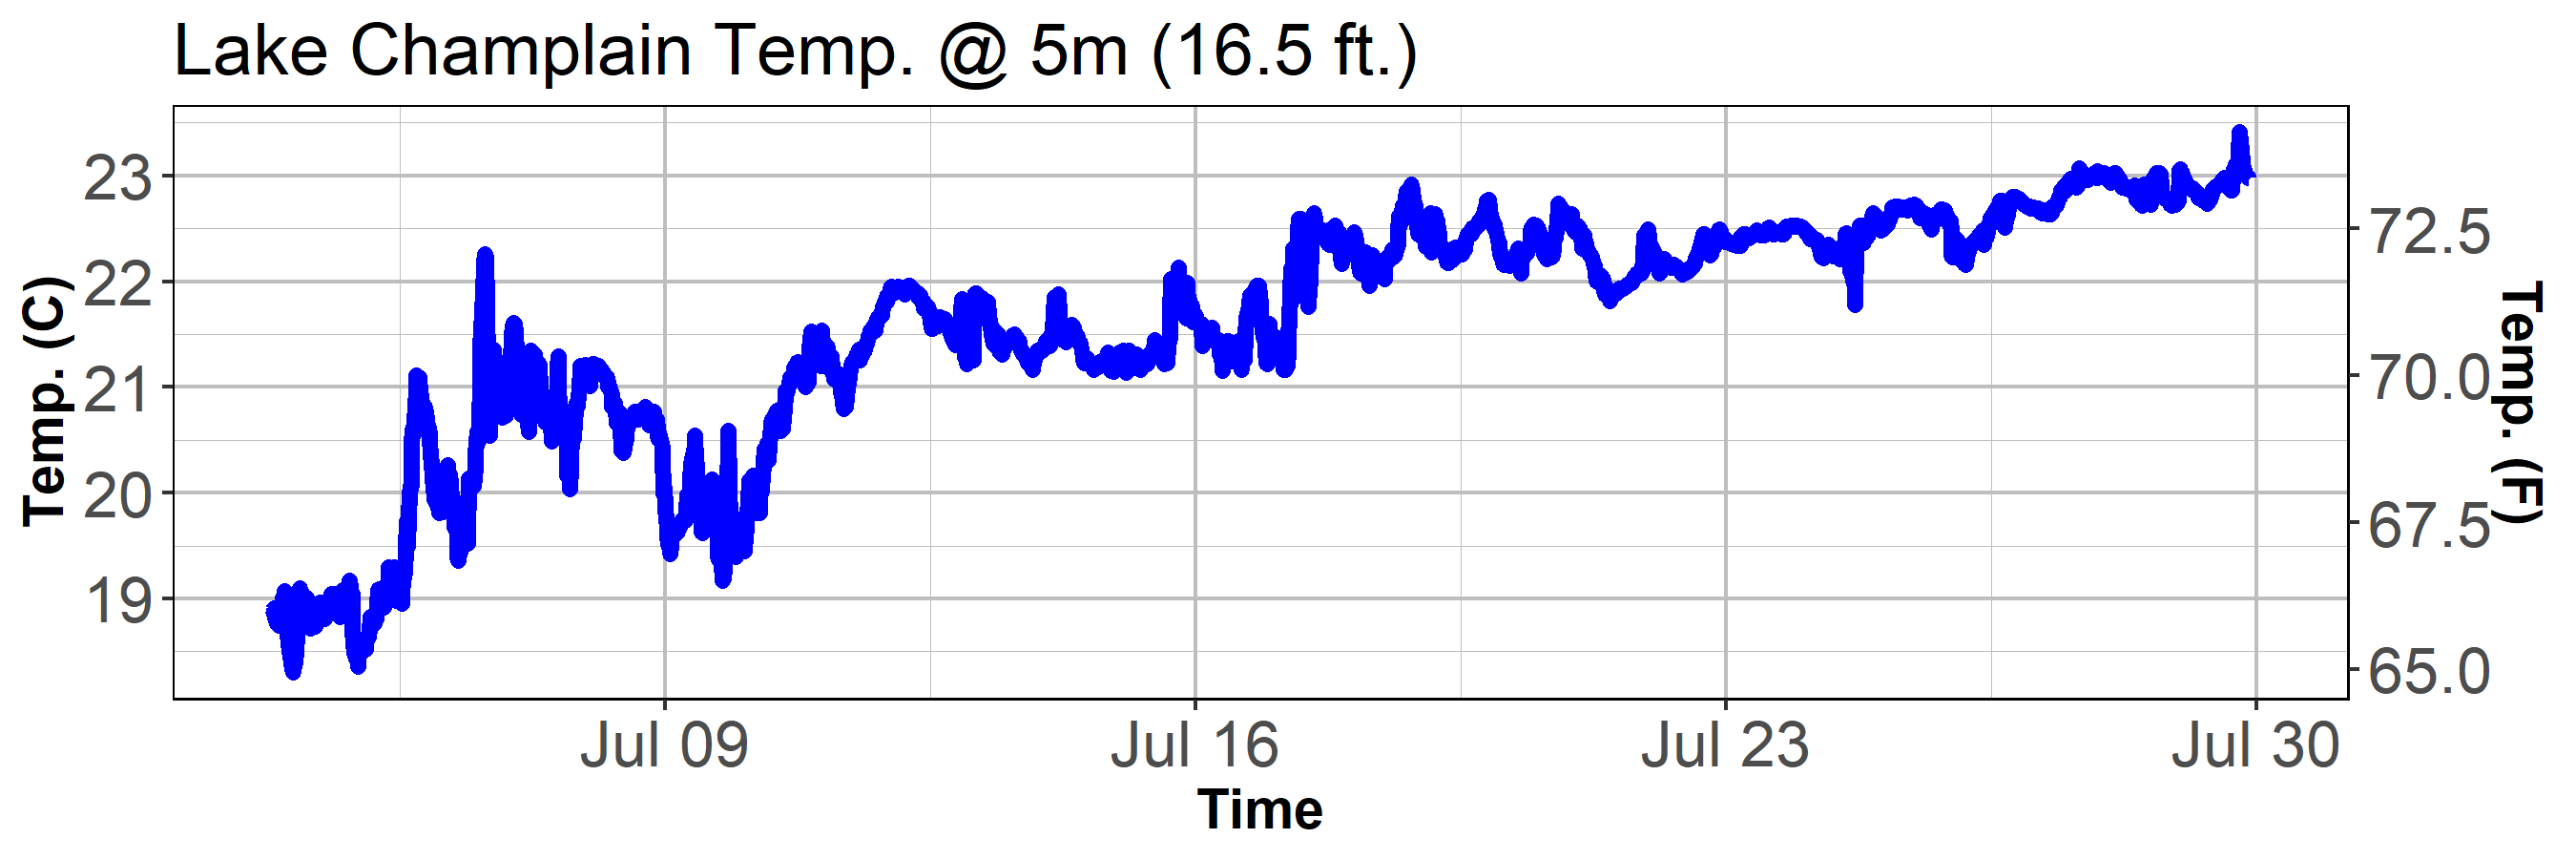 Lake Champlain Temp. @ 5m (16.5 ft.)
Temp. (C)
23
22
21
20
19
72.5
70.0
67.5
65.0
Temp. (F)
Jul 09 Jul 16 Jul 23 Jul 30
Time